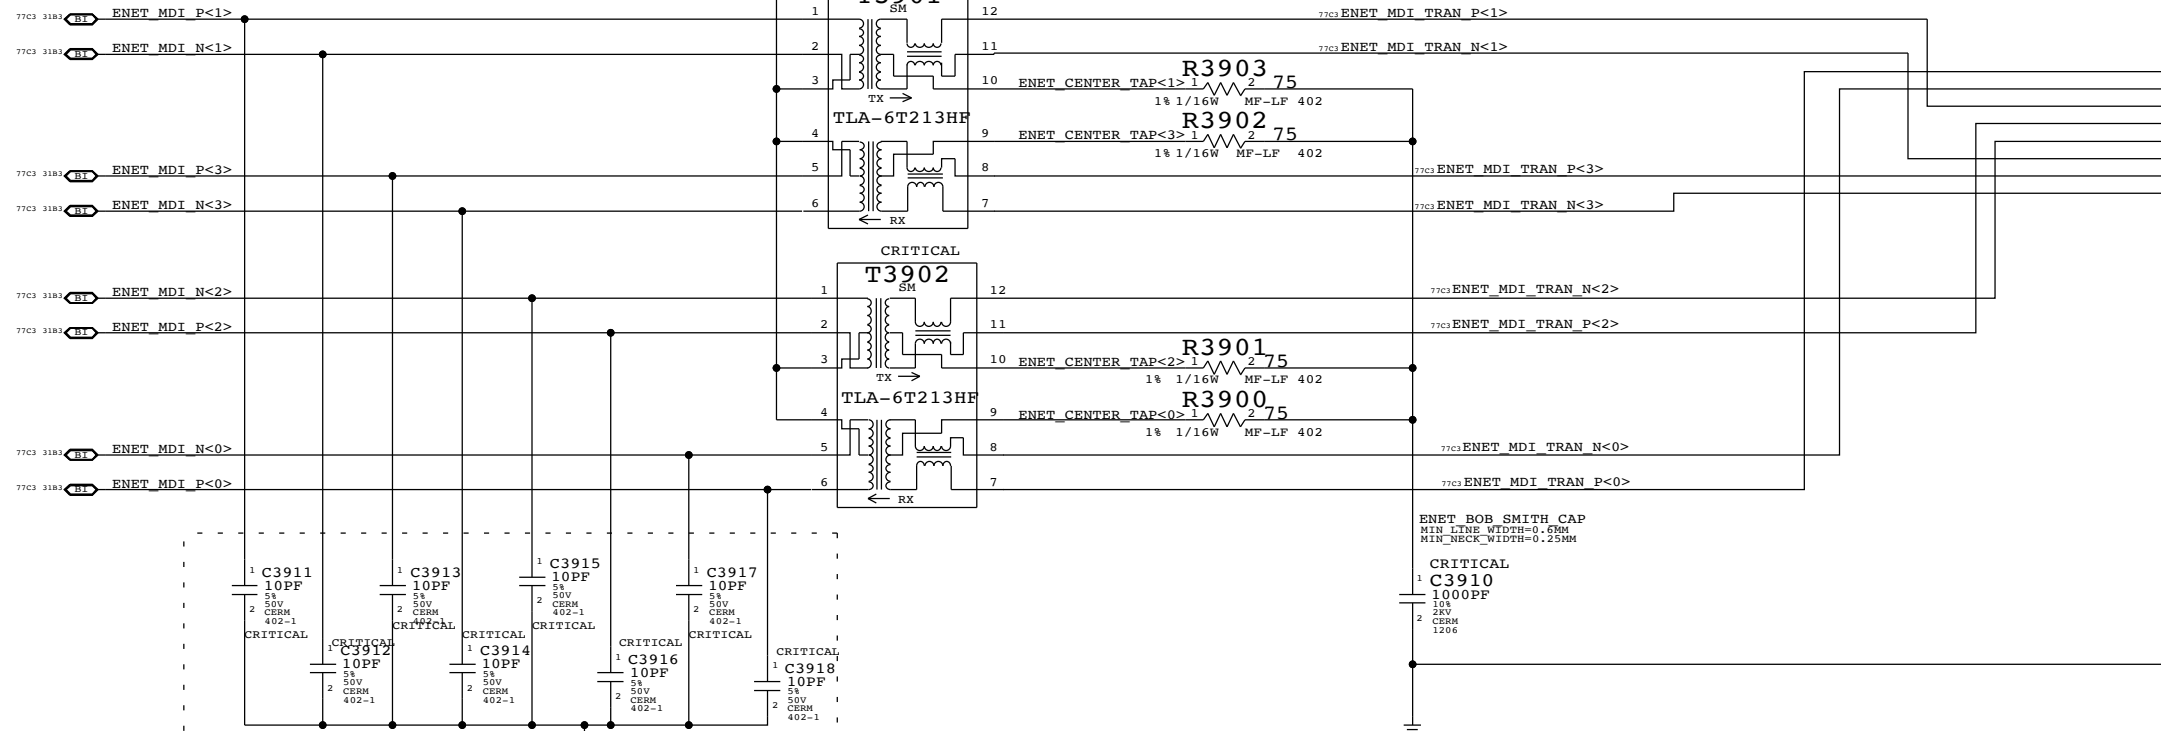 77C3 31B3 BI ENET_MDI_P<1>
77C3 31B3 BI ENET_MDI_N<1>
77C3 31B3 BI ENET_MDI_P<3>
77C3 31B3 BI ENET_MDI_N<3>
77C3 31B3 BI ENET_MDI_N<2>
77C3 31B3 BI ENET_MDI_P<2>
77C3 31B3 BI ENET_MDI_N<0>
77C3 31B3 BI ENET_MDI_P<0>
SM
1
2
3
4
5
6
12
11
10
9
8
7
TX
TLA-6T213HF
RX
CRITICAL
T3902
SM
1
2
3
4
5
6
12
11
10
9
8
7
TX
TLA-6T213HF
RX
77C3 ENET_MDI_TRAN_P<1>
77C3 ENET_MDI_TRAN_N<1>
R3903
ENET_CENTER_TAP<1> 1 2 75
1% 1/16W MF-LF 402
R3902
ENET_CENTER_TAP<3> 1 2 75
1% 1/16W MF-LF 402
77C3 ENET_MDI_TRAN_P<3>
77C3 ENET_MDI_TRAN_N<3>
77C3 ENET_MDI_TRAN_N<2>
77C3 ENET_MDI_TRAN_P<2>
R3901
ENET_CENTER_TAP<2> 1 2 75
1% 1/16W MF-LF 402
R3900
ENET_CENTER_TAP<0> 1 2 75
1% 1/16W MF-LF 402
77C3 ENET_MDI_TRAN_N<0>
77C3 ENET_MDI_TRAN_P<0>
ENET_BOB_SMITH_CAP
MIN_LINE_WIDTH=0.6MM
MIN_NECK_WIDTH=0.25MM
CRITICAL
1 C3910
1000PF
10%
2KV
2 CERM
1206
1 C3911
10PF
5%
50V
2 CERM
402-1
CRITICAL
CRITICAL
1 C3912
10PF
5%
50V
2 CERM
402-1
1 C3913
10PF
5%
50V
2 CERM
402-1
CRITICAL
CRITICAL
1 C3914
10PF
5%
50V
2 CERM
402-1
1 C3915
10PF
5%
50V
2 CERM
402-1
CRITICAL
CRITICAL
1 C3916
10PF
5%
50V
2 CERM
402-1
1 C3917
10PF
5%
50V
2 CERM
402-1
CRITICAL
CRITICAL
1 C3918
10PF
5%
50V
2 CERM
402-1